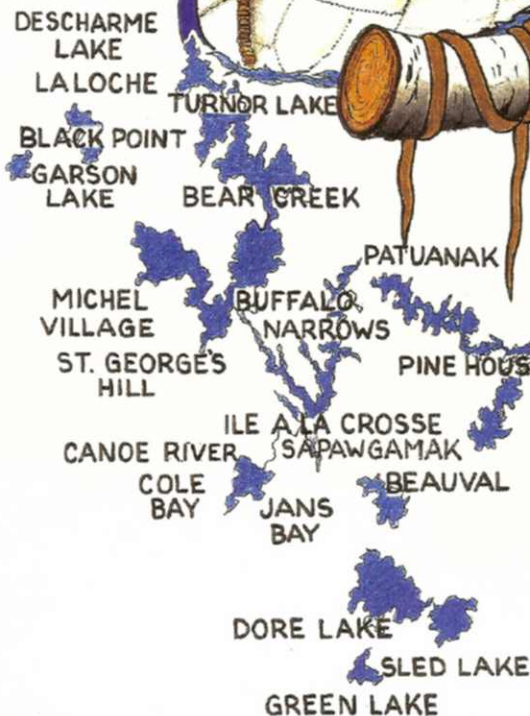 DESCHARME
LAKE
LALOCHE
TURNOR LAKE
BLACK POINT
GARSON
LAKE
BEAR CREEK
PATUANAK
MICHEL
VILLAGE
BUFFALO
NARROWS
ST. GEORGE'S
HILL
PINE HOUS
ILE A LA CROSSE
CANOE RIVER
SAPAWGAMAK
COLE
BAY
JANS
BAY
BEAUVAL
DORE LAKE
SLED LAKE
GREEN LAKE